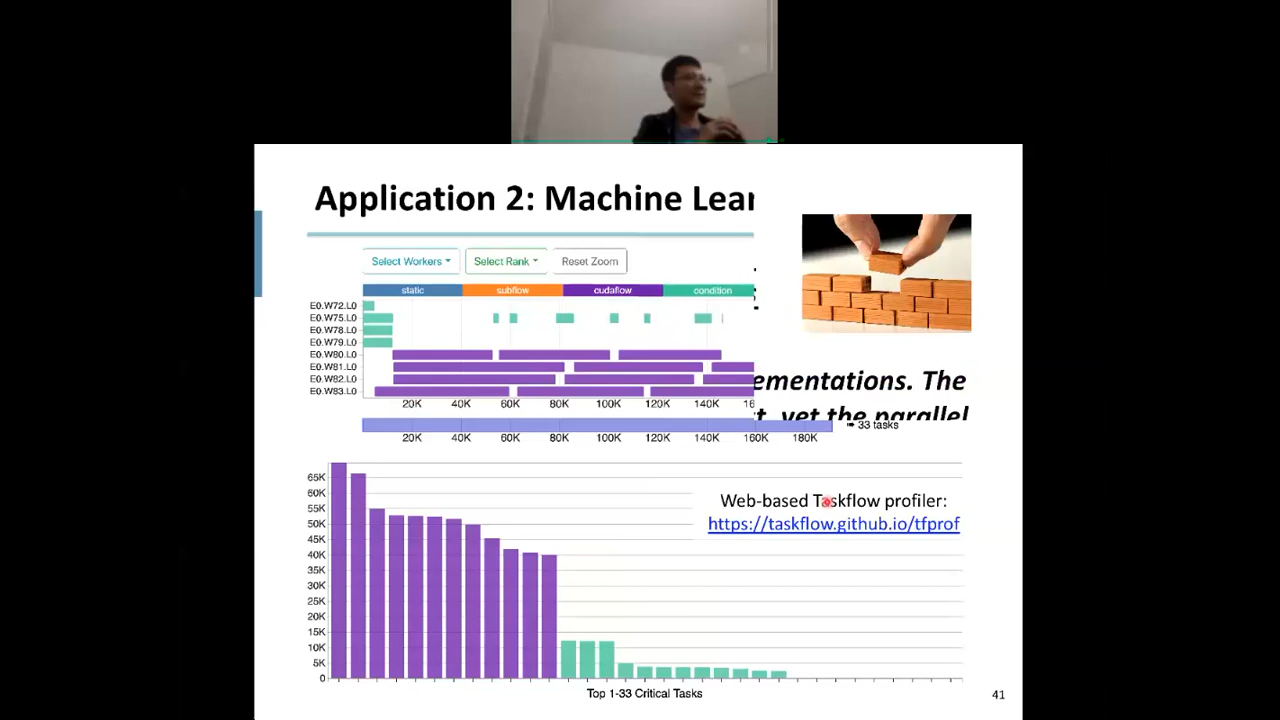 Application 2: Machine Lear
Select Workers
Select Rank
Reset Zoom
static subflow cudaflow condition
E0.W72.L0
E0.W75.L0
E0.W78.L0
E0.W79.L0
E0.W80.L0
E0.W81.L0
E0.W82.L0
E0.W83.L0
20K 40K 60K 80K 100K 120K 140K 16
ementations. The
t, yet the parallel
33 tasks
20K 40K 60K 80K 100K 120K 140K 160K 180K
65K
60K
55K
50K
45K
40K
35K
30K
25K
20K
15K
10K
5K
0
Web-based Taskflow profiler:
https://taskflow.github.io/tfprof
Top 1-33 Critical Tasks
41